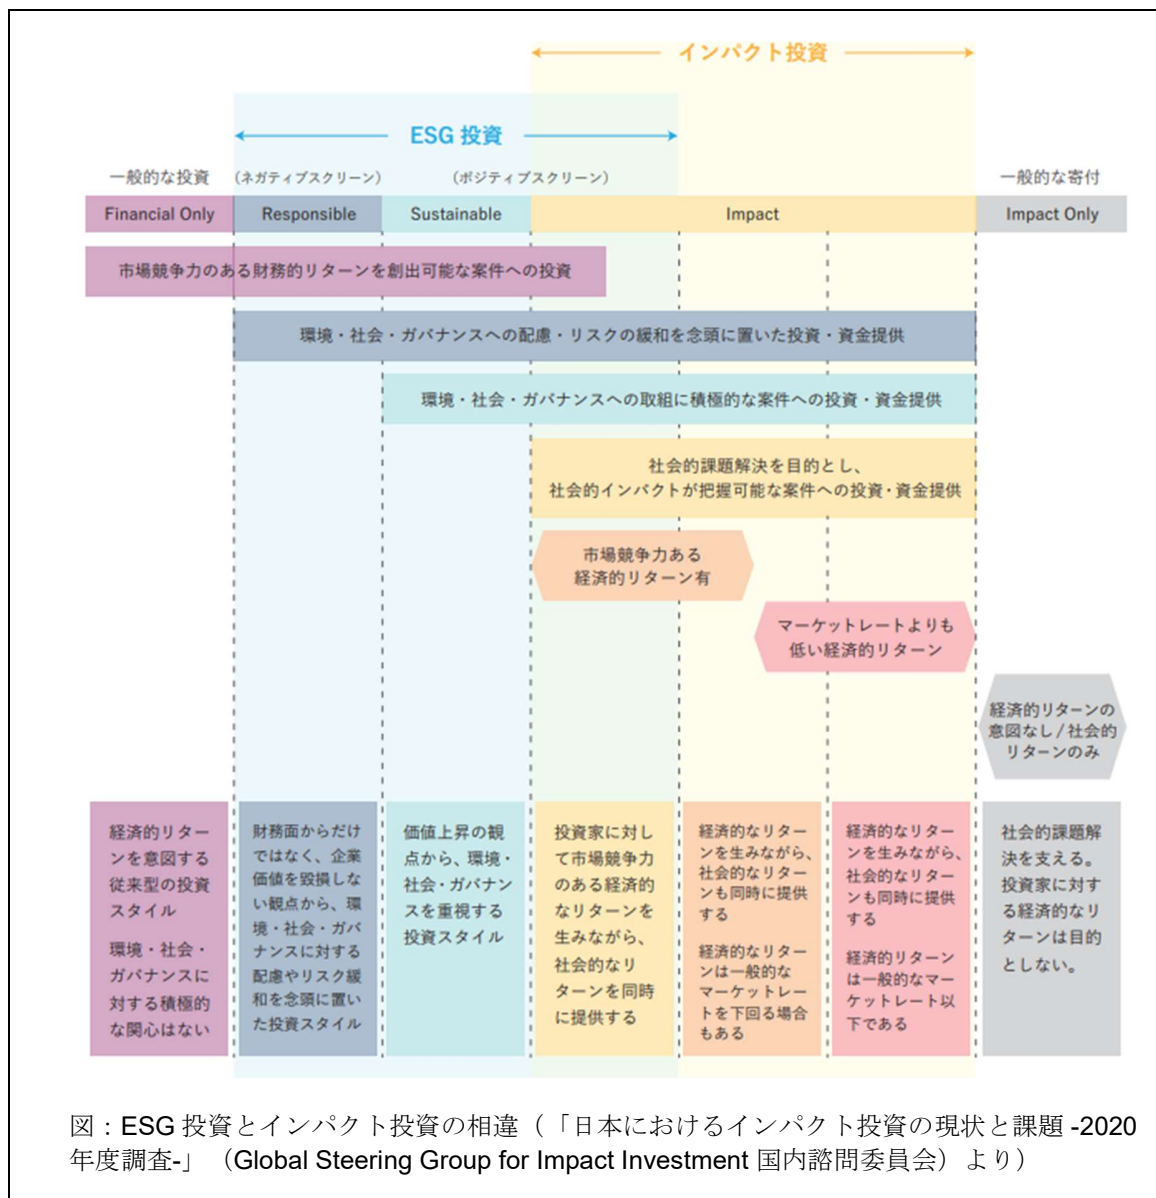 インパクト投資
ESG 投資
一般的な投資
（ネガティブスクリーン）
（ポジティブスクリーン）
一般的な寄付
Financial Only
Responsible
Sustainable
Impact
Impact Only
市場競争力のある財務的リターンを創出可能な案件への投資
環境・社会・ガバナンスへの配慮・リスクの緩和を念頭に置いた投資・資金提供
環境・社会・ガバナンスへの取組に積極的な案件への投資・資金提供
社会的課題解決を目的とし、
社会的インパクトが把握可能な案件への投資・資金提供
市場競争力ある
経済的リターン有
マーケットレートよりも
低い経済的リターン
経済的リターンの
意図なし/社会的
リターンのみ
経済的リター
ンを意図する
従来型の投資
スタイル
環境・社会・
ガバナンスに
対する積極的
な関心はない
財務面からだけ
ではなく、企業
価値を毀損しな
い観点から、環
境・社会・ガバ
ナンスに対する
配慮やリスク緩
和を念頭に置い
た投資スタイル
価値上昇の観
点から、環境・
社会・ガバナン
スを重視する
投資スタイル
投資家に対し
て市場競争力
のある経済的
なリターンを
生みながら、
社会的なリ
ターンを同時
に提供する
経済的なリター
ンを生みながら、
社会的なリター
ンも同時に提供
する
経済的なリター
ンは一般的な
マーケットレー
トを下回る場合
もある
経済的なリター
ンを生みながら、
社会的なリター
ンも同時に提供
する
経済的リターン
は一般的なマー
ケットレート以
下である
社会的課題解
決を支える。
投資家に対す
る経済的なリ
ターンは目的
としない。
図：ESG 投資とインパクト投資の相違（「日本におけるインパクト投資の現状と課題 -2020
年度調査-」（Global Steering Group for Impact Investment 国内諮問委員会）より）